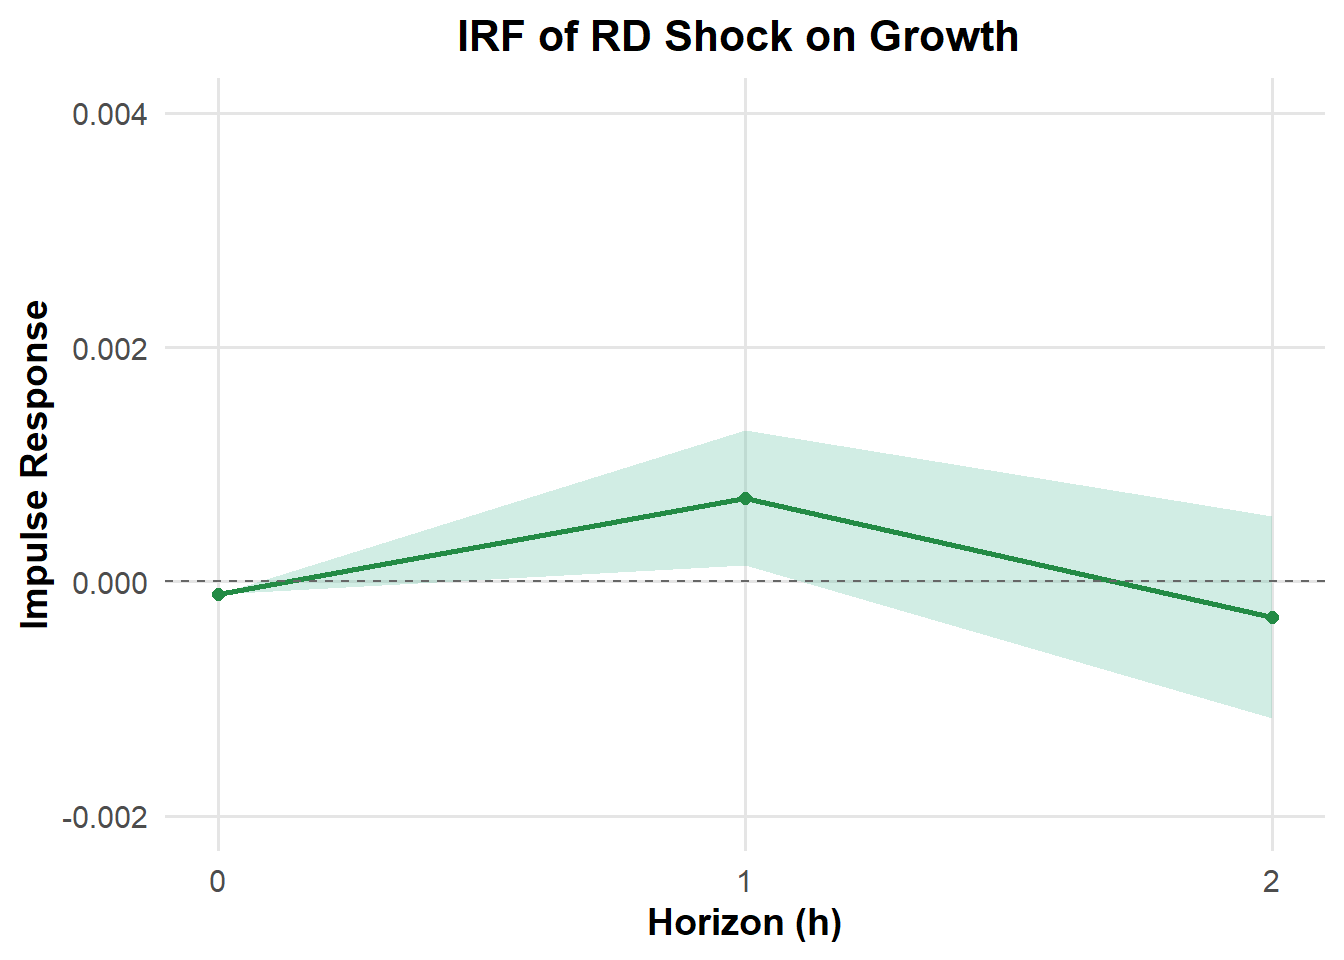 IRF of RD Shock on Growth
Impulse Response
0.004
0.002
0.000
-0.002
0 1 2
Horizon (h)